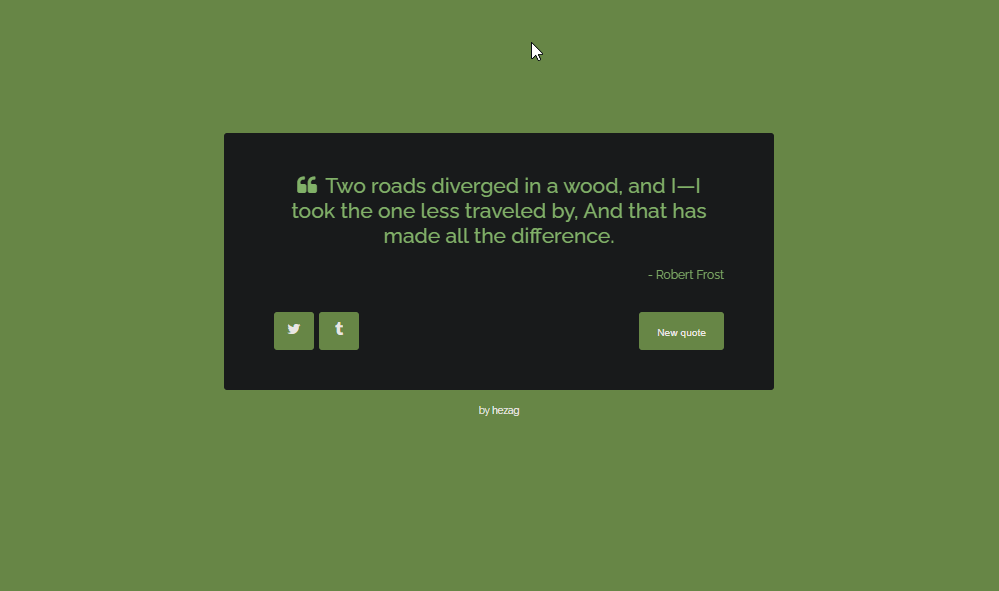 “ Two roads diverged in a wood, and I—I
took the one less traveled by, And that has
made all the difference.
- Robert Frost
t
New quote
by hezag